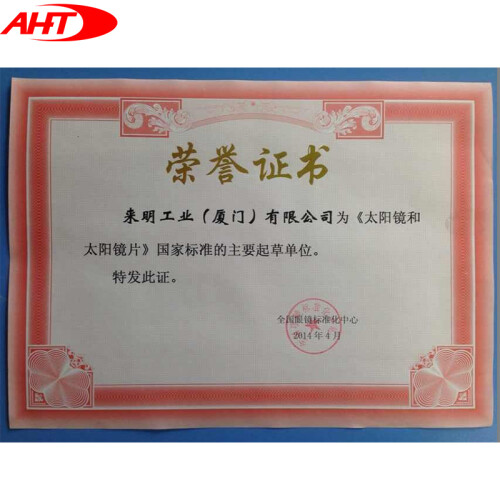 AHT
荣誉证书
来明工业（厦门）有限公司为《太阳镜和
太阳镜片》国家标准的主要起草单位。
特发此证。
全国眼镜标准化中心
2014年4月